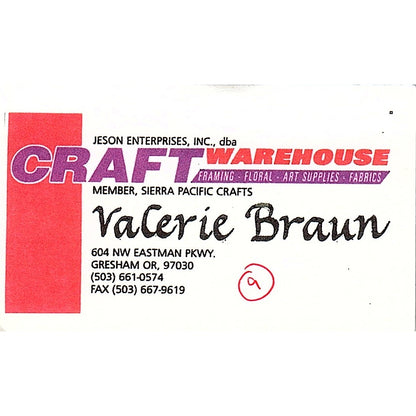 JESON ENTERPRISES, INC., dba
CRAFT WAREHOUSE
FRAMING - FLORAL - ART SUPPLIES - FABRICS
MEMBER, SIERRA PACIFIC CRAFTS
Valerie Braun
604 NW EASTMAN PKWY.
GRESHAM OR, 97030
(503) 661-0574
FAX (503) 667-9619
9